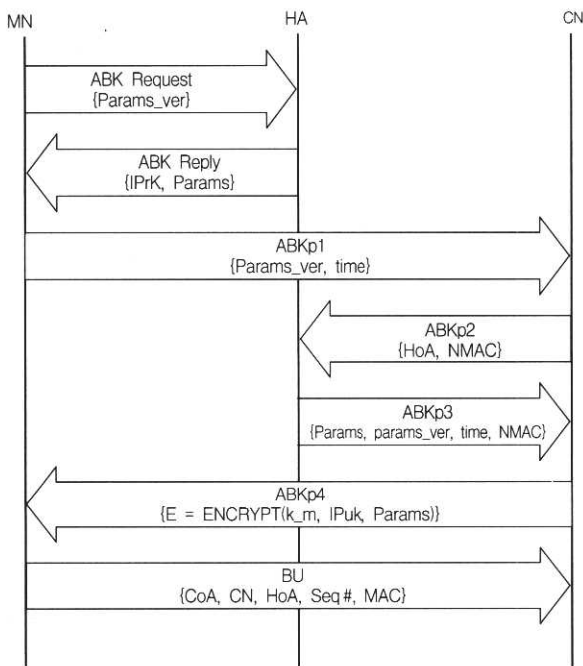 MN HA CN
ABK Request
{Params_ver}
ABK Reply
{IPrK, Params}
ABKp1
{Params_ver, time}
ABKp2
{HoA, NMAC}
ABKp3
{Params, params_ver, time, NMAC}
ABKp4
{E = ENCRYPT(k_m, IPuk, Params)}
BU
{CoA, CN, HoA, Seq #, MAC}